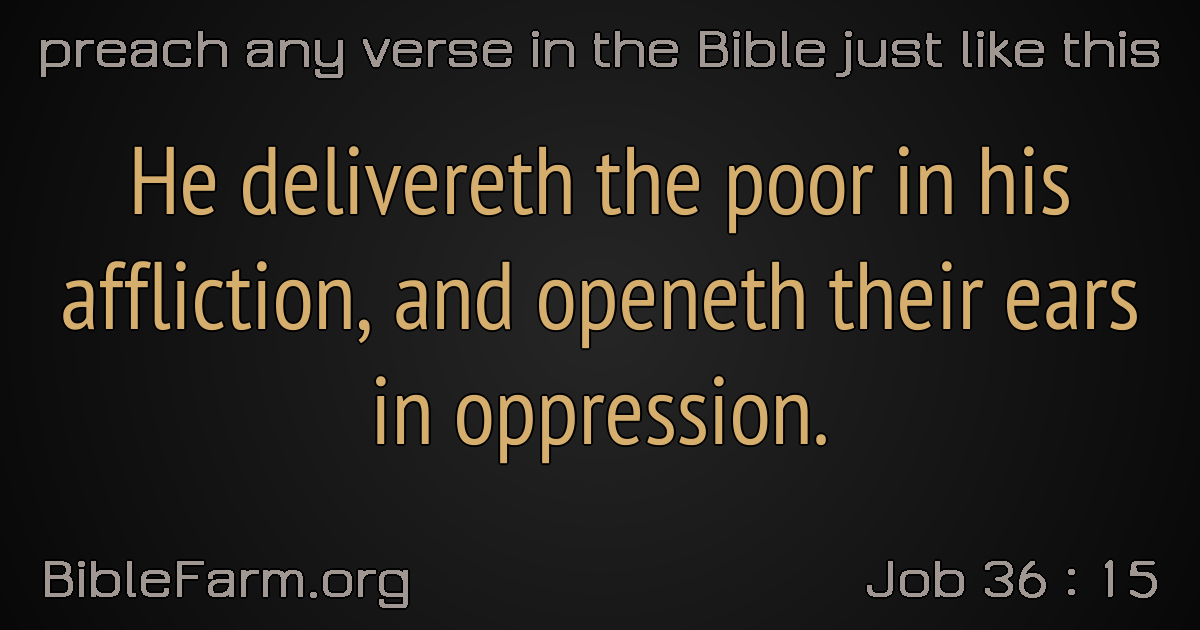 preach any verse in the Bible just like this
He delivereth the poor in his
affliction, and openeth their ears
in oppression.
BibleFarm.org
Job 36 : 15